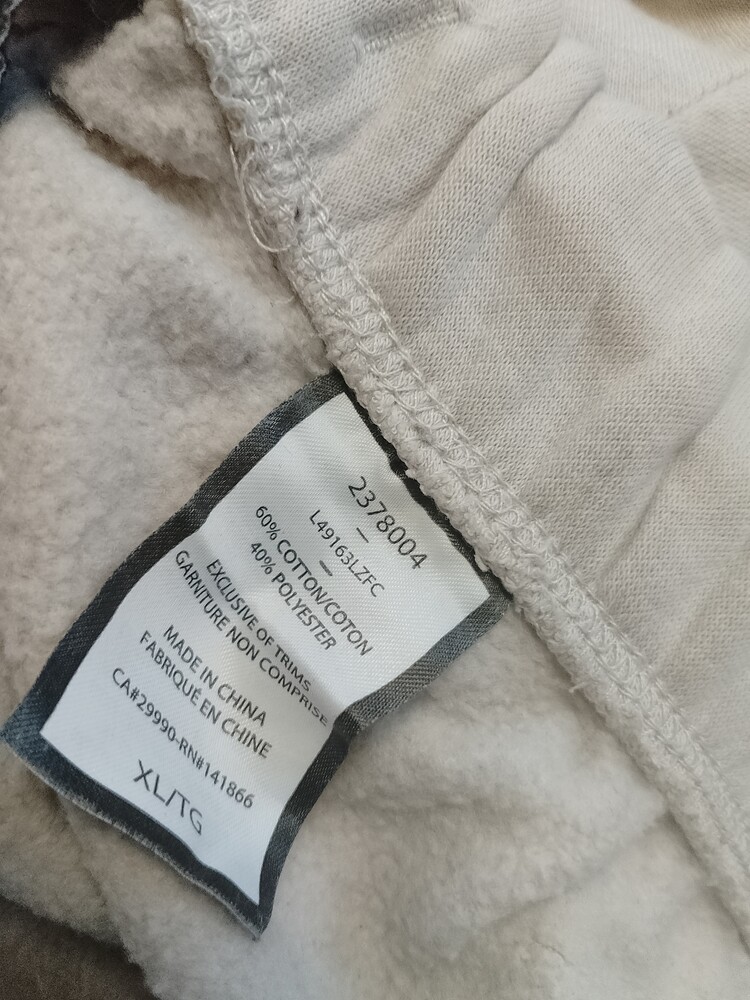 2378004
–
L49163LZFC
–
60% COTTON/COTON
40% POLYESTER
EXCLUSIVE OF TRIMS
GARNITURE NON COMPRISE
MADE IN CHINA
FABRIQUÉ EN CHINE
CA#29990-RN#141866
XL/TG